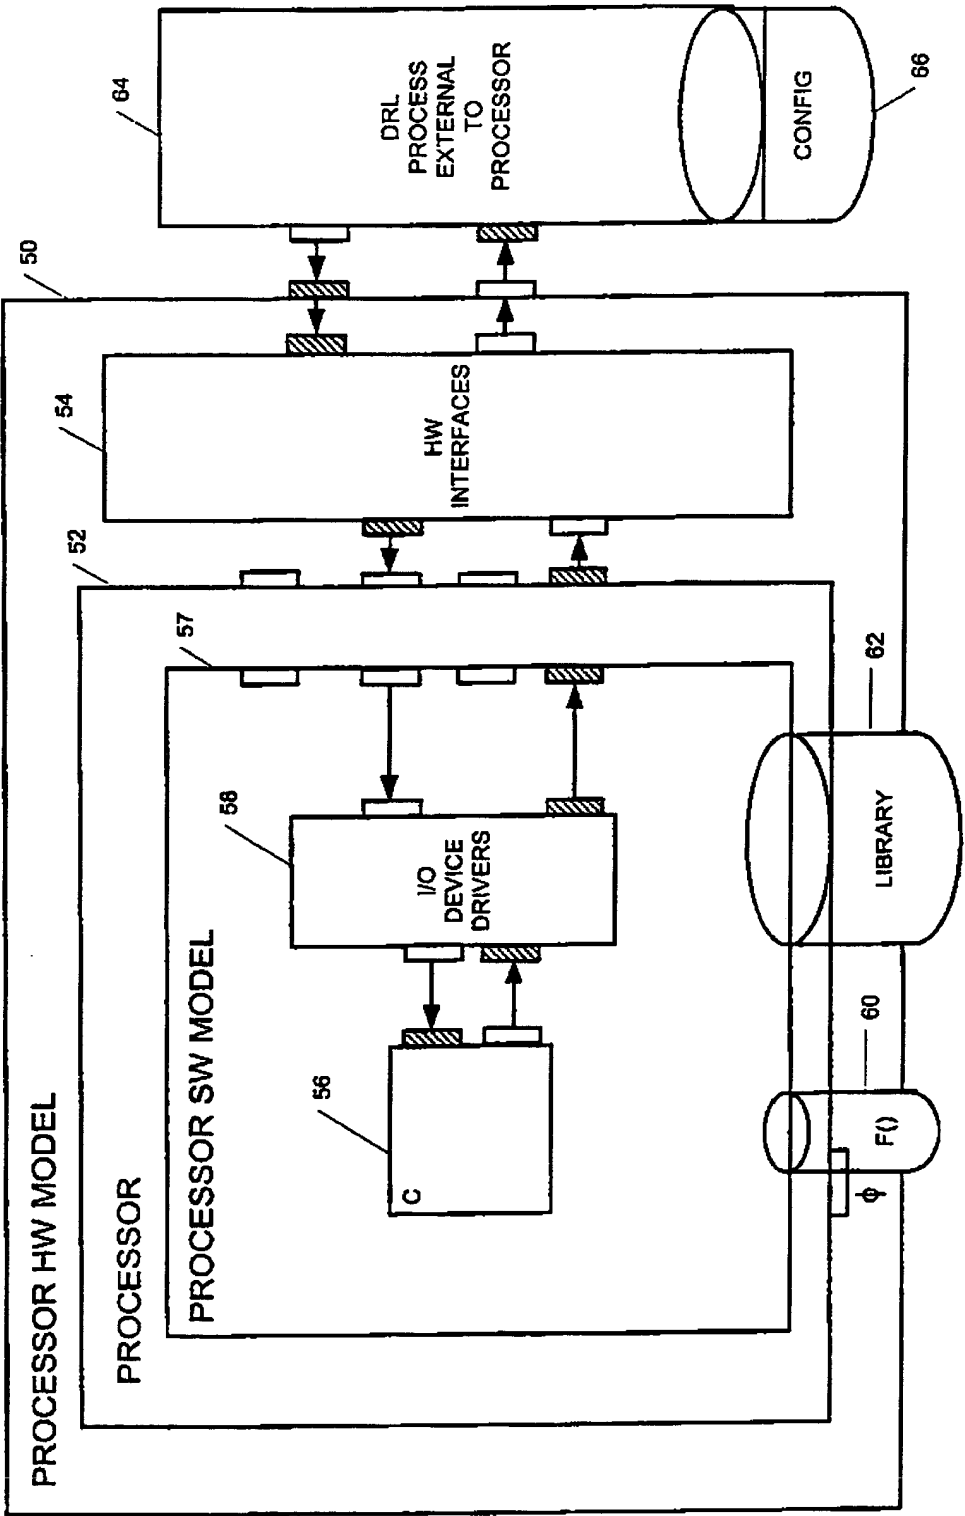 PROCESSOR HW MODEL
50
PROCESSOR
52
PROCESSOR SW MODEL
57
C
56
I/O
DEVICE
DRIVERS
58
HW
INTERFACES
54
DRL
PROCESS
EXTERNAL
TO
PROCESSOR
64
CONFIG
66
LIBRARY
62
F()
60
ϕ